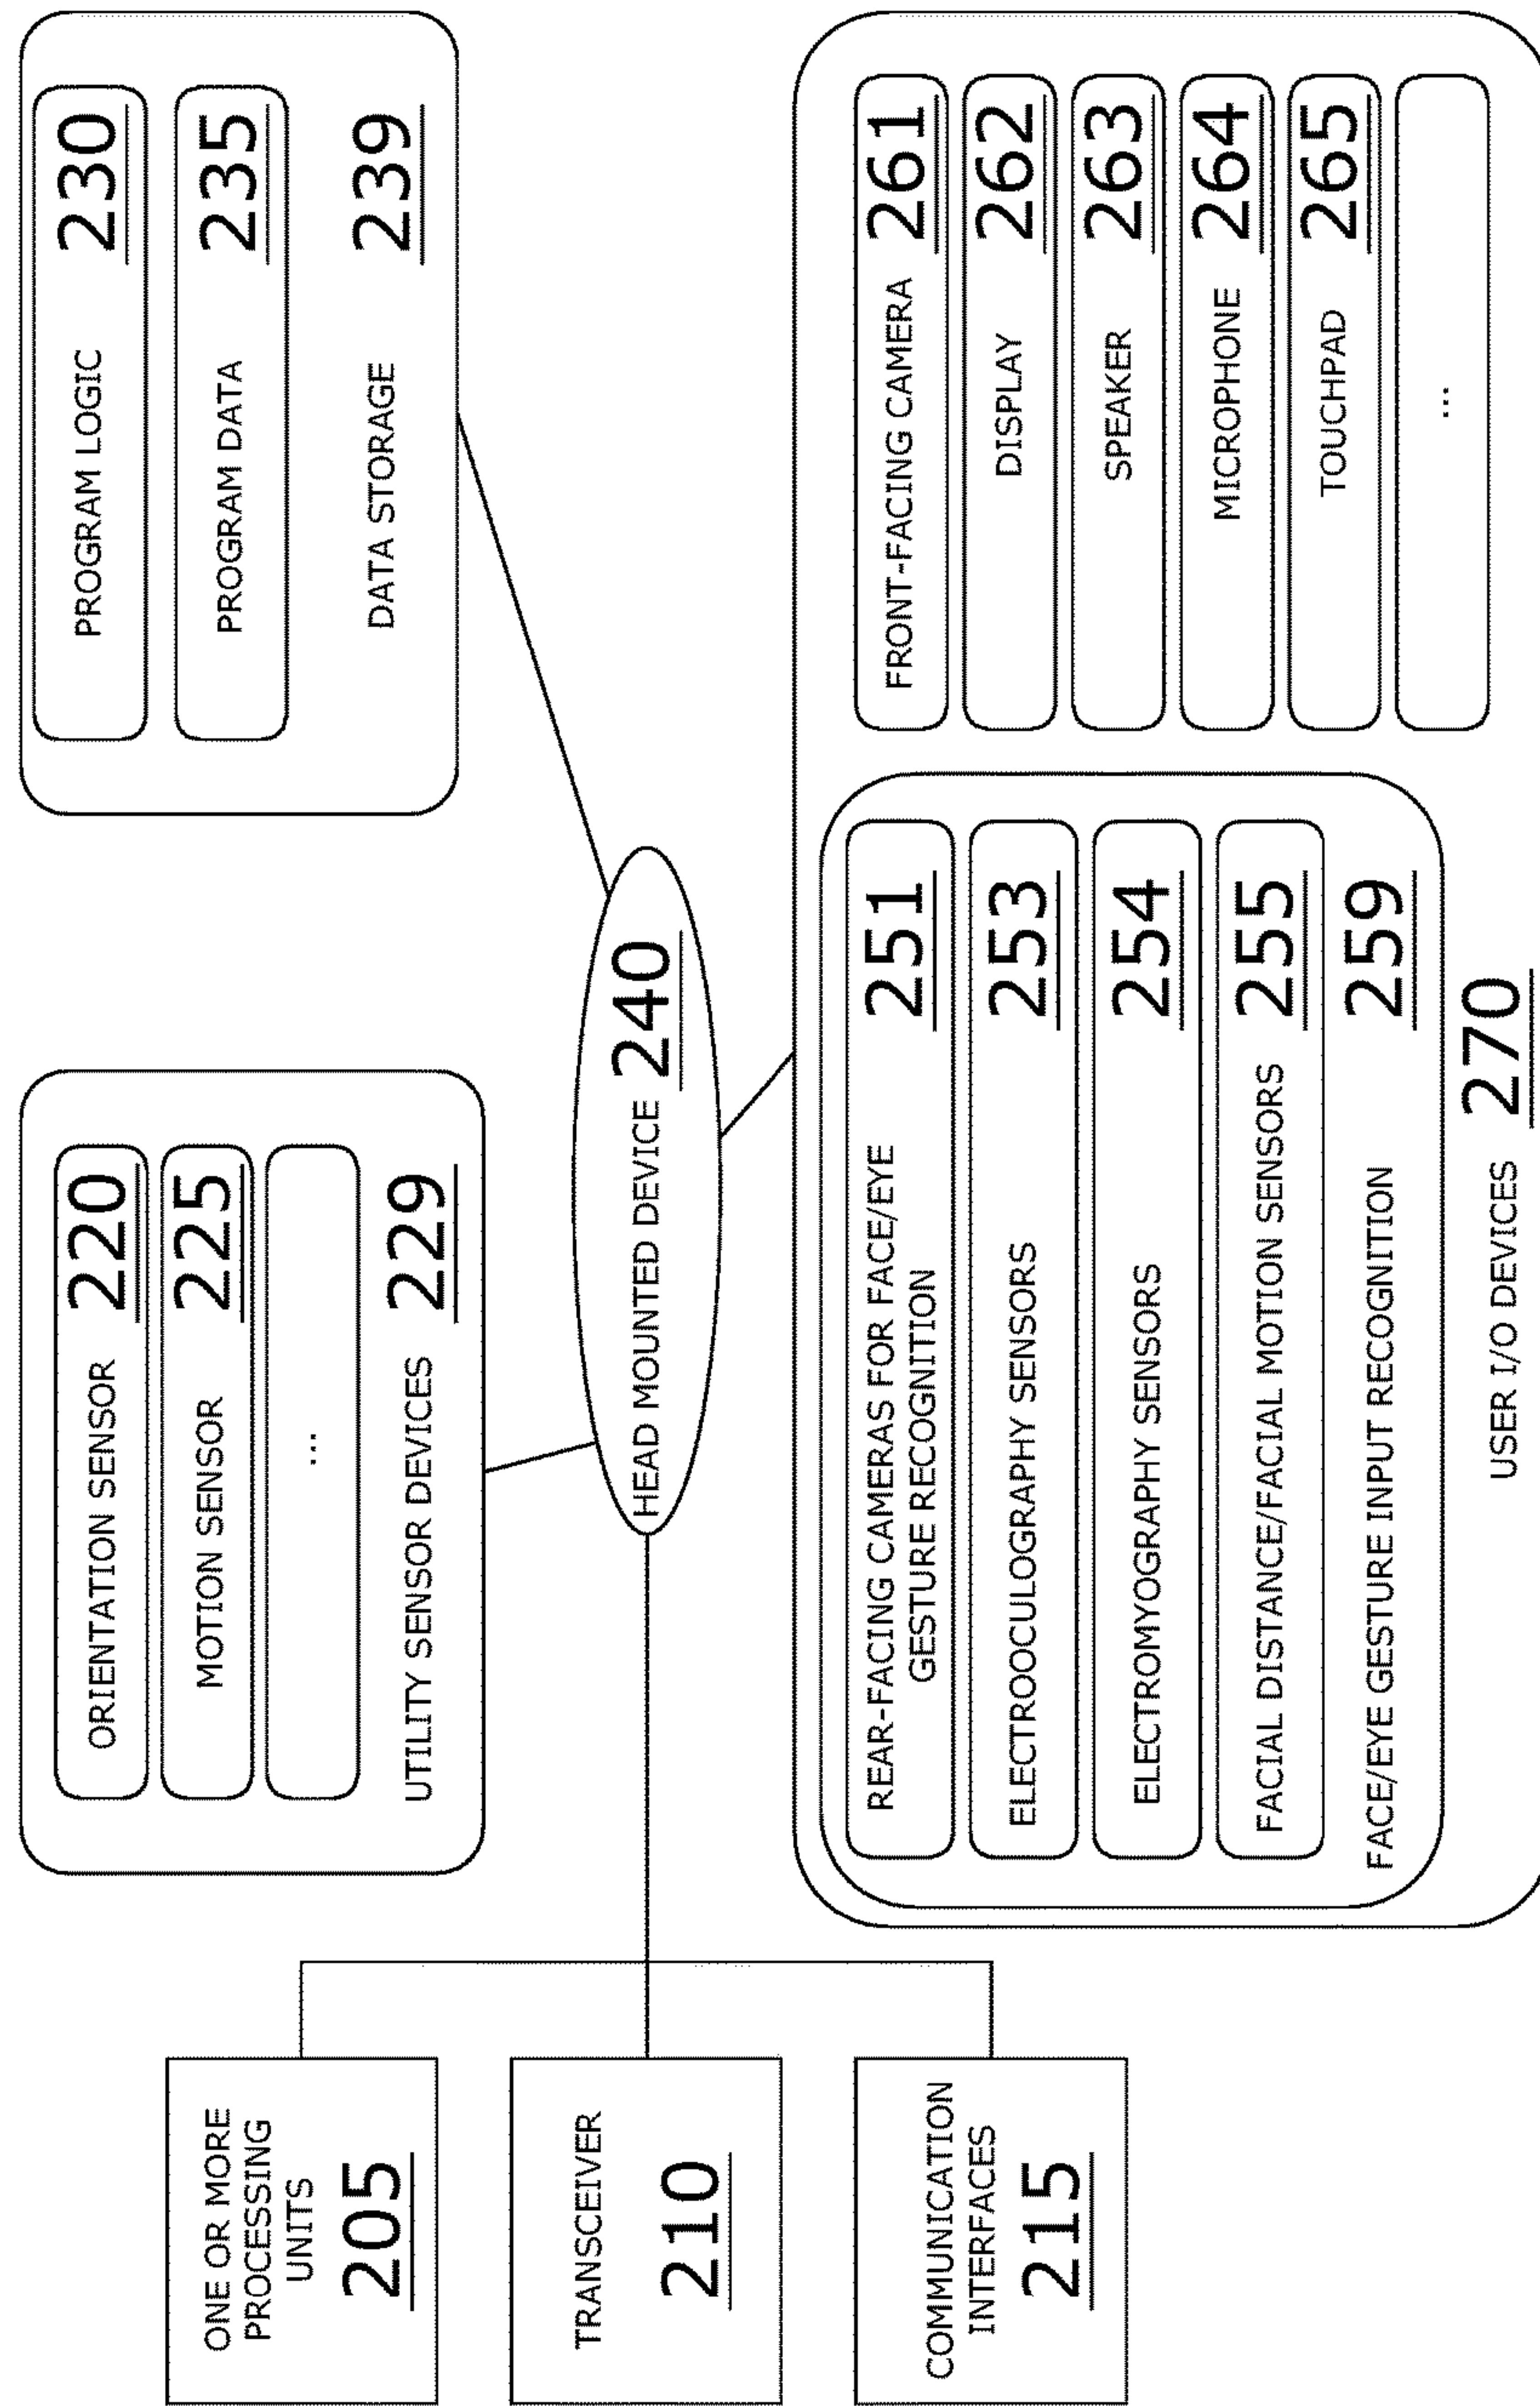 ONE OR MORE
PROCESSING
UNITS
205
TRANSCEIVER
210
COMMUNICATION
INTERFACES
215
ORIENTATION SENSOR 220
MOTION SENSOR 225
...
UTILITY SENSOR DEVICES 229
PROGRAM LOGIC 230
PROGRAM DATA 235
DATA STORAGE 239
HEAD MOUNTED DEVICE 240
REAR-FACING CAMERAS FOR FACE/EYE
GESTURE RECOGNITION 251
ELECTROOCULOGRAPHY SENSORS 253
ELECTROMYOGRAPHY SENSORS 254
FACIAL DISTANCE/FACIAL MOTION SENSORS 255
FACE/EYE GESTURE INPUT RECOGNITION 259
FRONT-FACING CAMERA 261
DISPLAY 262
SPEAKER 263
MICROPHONE 264
TOUCHPAD 265
...
USER I/O DEVICES 270